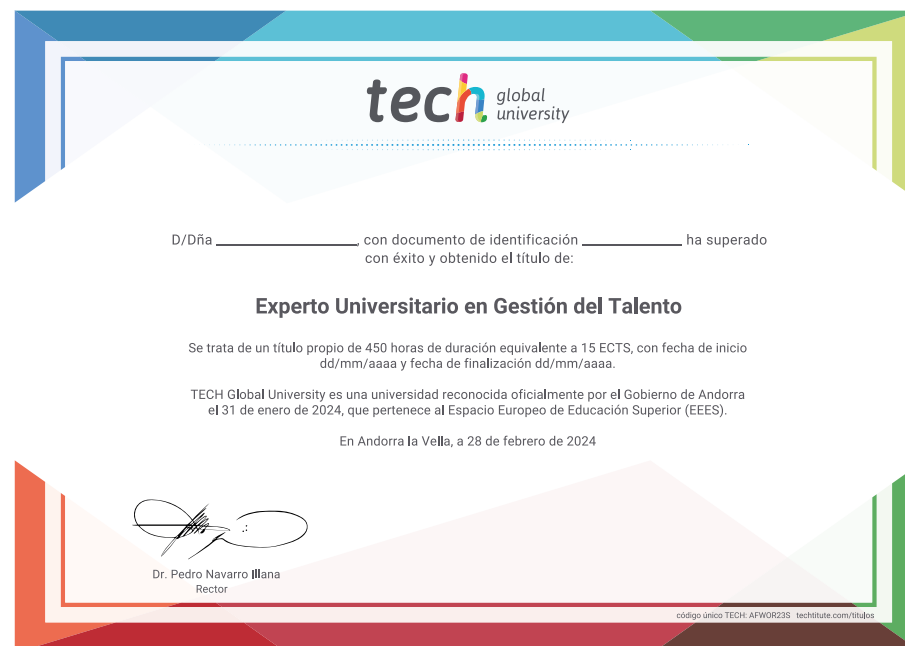 tech global university
D/Dña ____________________, con documento de identificación ______________ ha superado
con éxito y obtenido el título de:
Experto Universitario en Gestión del Talento
Se trata de un título propio de 450 horas de duración equivalente a 15 ECTS, con fecha de inicio
dd/mm/aaaa y fecha de finalización dd/mm/aaaa.
TECH Global University es una universidad reconocida oficialmente por el Gobierno de Andorra
el 31 de enero de 2024, que pertenece al Espacio Europeo de Educación Superior (EEES).
En Andorra la Vella, a 28 de febrero de 2024
Dr. Pedro Navarro Illana
Rector
código único TECH: AFWOR23S techtitute.com/titulos